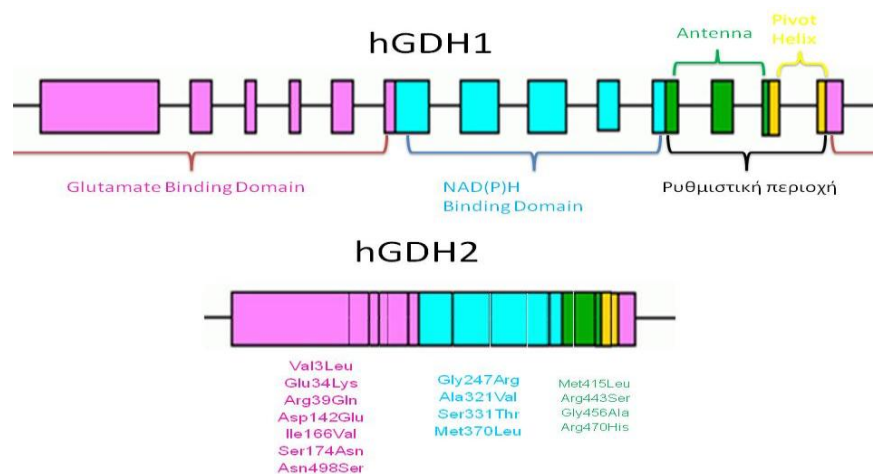 hGDH1
Antenna
Pivot
Helix
Glutamate Binding Domain
NAD(P)H
Binding Domain
Ρυθμιστική περιοχή
hGDH2
Val3Leu
Glu34Lys
Arg39Gln
Asp142Glu
Ile166Val
Ser174Asn
Asn498Ser
Gly247Arg
Ala321Val
Ser331Thr
Met370Leu
Met415Leu
Arg443Ser
Gly456Ala
Arg470His